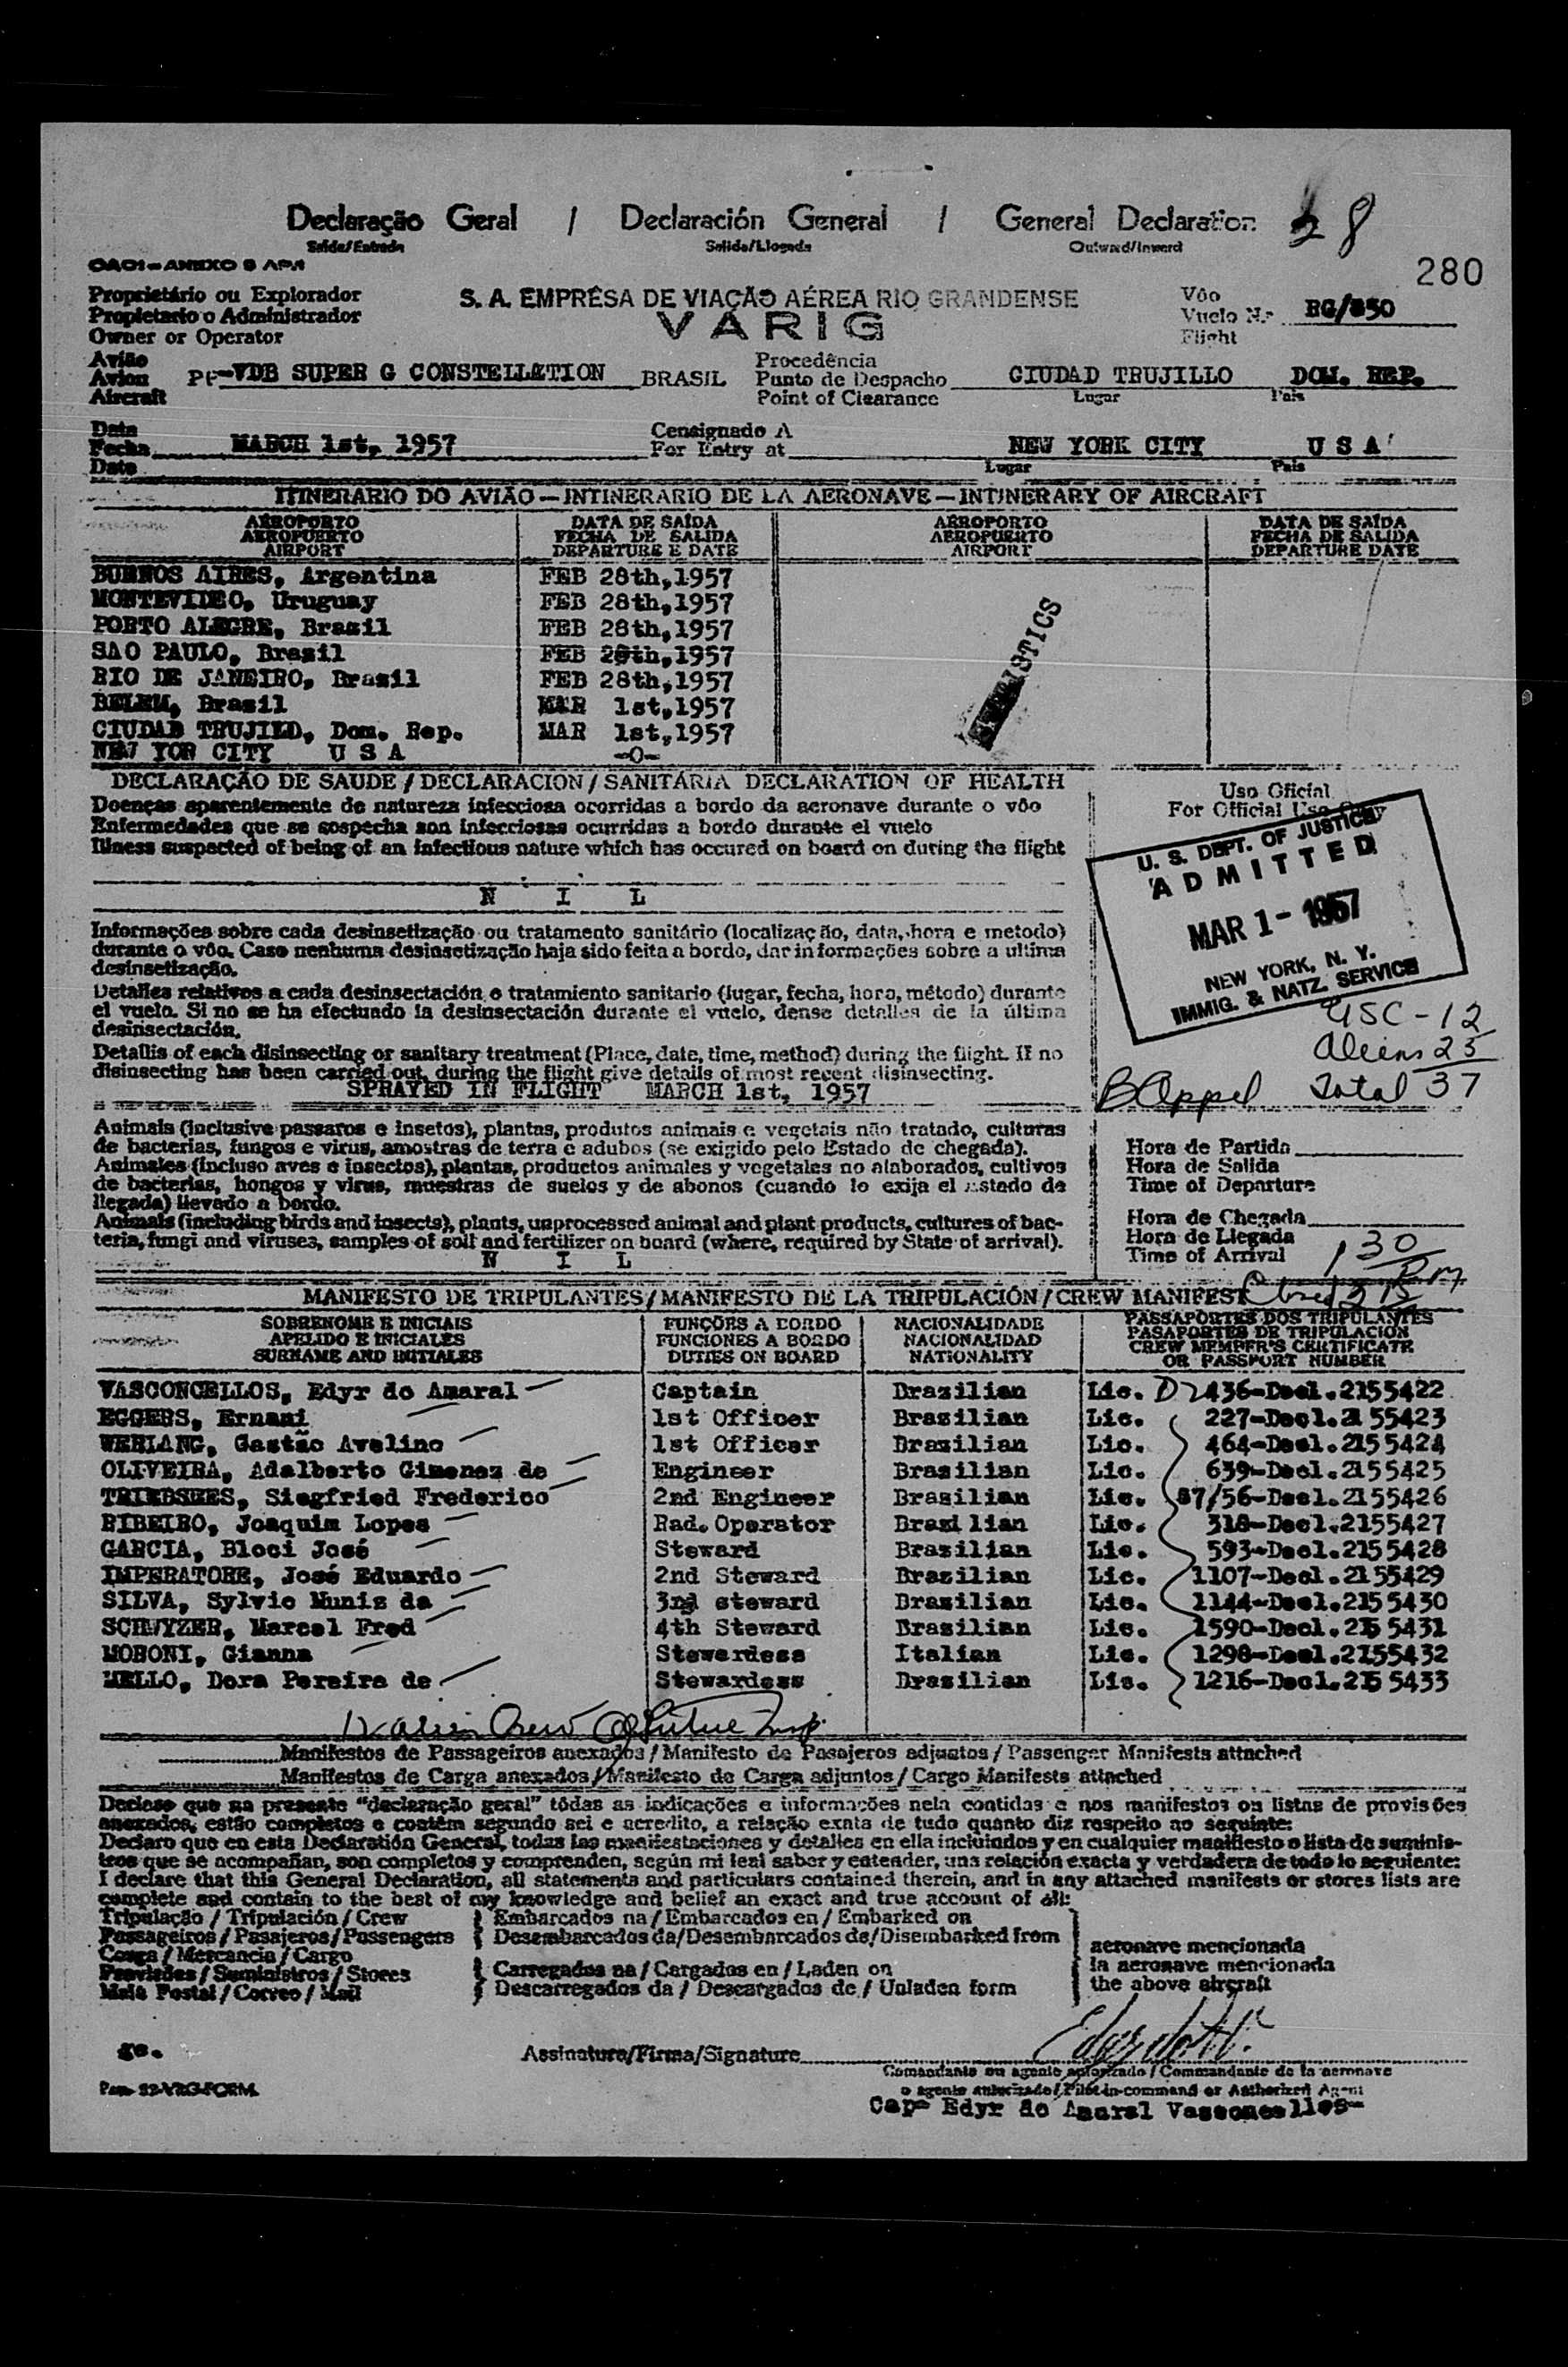 Declaração Geral / Declaración General / General Declaration 28
Saída/Entrada Salida/Llegada Outward/Inward
280
Proprietário ou Explorador
Propietario o Administrador
Owner or Operator
S. A. EMPRÊSA DE VIAÇÃO AÉREA RIO GRANDENSE
VARIG
Vôo
Vuelo N.º RG/850
Flight
Avião
Avion PP-VDB SUPER G CONSTELLATION BRASIL
Aircraft
Procedência
Punto de Despacho CIUDAD TRUJILLO DOM. REP.
Point of Clearance Lugar País
Data
Fecha MARCH 1st, 1957
Date
Consignado A
For Entry at NEW YORK CITY U S A
Lugar País
ITINERARIO DO AVIÃO — INTINERARIO DE LA AERONAVE — INTINERARY OF AIRCRAFT
AEROPORTO DATA DE SAÍDA AEROPORTO DATA DE SAÍDA
AEROPUERTO FECHA DE SALIDA AEROPUERTO FECHA DE SALIDA
AIRPORT DEPARTURE E DATE AIRPORT DEPARTURE DATE
BUENOS AIRES, Argentina FEB 28th,1957
MONTEVIDEO, Uruguay FEB 28th,1957
PORTO ALEGRE, Brasil FEB 28th,1957
SAO PAULO, Brasil FEB 28th,1957
RIO DE JANEIRO, Brasil FEB 28th,1957
BELEM, Brasil MAR 1st,1957
CIUDAD TRUJILO, Dom. Rep. MAR 1st,1957
NEW YOR CITY U S A -0-
DECLARAÇÃO DE SAUDE / DECLARACION / SANITÁRIA DECLARATION OF HEALTH
Doenças aparentemente de natureza infecciosa ocorridas a bordo da aeronave durante o vôo
Enfermedades que se sospecha son infecciosas ocurridas a bordo durante el vuelo
Illness suspected of being of an infectious nature which has occured on board on during the flight
N I L
Uso Oficial
For Official Use Only
U. S. DEPT. OF JUSTICE
ADMITTED
MAR 1 - 1957
NEW YORK, N. Y.
IMMIG. & NATZ. SERVICE
USC - 12
Aliens 25
BAppel Total 37
Informações sobre cada desinsetização ou tratamento sanitário (localização, data, hora e metodo)
durante o vôo. Caso nenhuma desinsetização haja sido feita a bordo, dar informações sobre a ultima
desinsetização.
Detalles relativos a cada desinsectación o tratamiento sanitario (lugar, fecha, hora, método) durante
el vuelo. Si no se ha efectuado la desinsectación durante el vuelo, dense detalles de la última
desinsectación.
Detallis of each disinsecting or sanitary treatment (Place, date, time, method) during the flight. If no
disinsecting has been carried out, during the flight give details of most recent disinsecting.
SPRAYED IN FLIGHT MARCH 1st, 1957
Animais (inclusive passaros e insetos), plantas, produtos animais e vegetais não tratado, culturas
de bacterias, fungos e virus, amostras de terra e adubos (se exigido pelo Estado de chegada).
Animales (incluso aves e insectos), plantas, productos animales y vegetales no alaborados, cultivos
de bacterias, hongos y virus, muestras de suelos y de abonos (cuando lo exija el Estado de
llegada) llevado a bordo.
Animals (including birds and insects), plants, unprocessed animal and plant products, cultures of bac-
teria, fungi and viruses, samples of soil and fertilizer on board (where, required by State of arrival).
N I L
Hora de Partida
Hora de Salida
Time of Departure
Hora de Chegada
Hora de Llegada
Time of Arrival 1 30 PM
MANIFESTO DE TRIPULANTES / MANIFESTO DE LA TRIPULACIÓN / CREW MANIFEST
SOBRENOME E INICIAIS FUNÇÕES A BORDO NACIONALIDADE PASSAPORTES DOS TRIPULANTES
APELIDO E INICIALES FUNCIONES A BORDO NACIONALIDAD PASAPORTES DE TRIPULACIÓN
SURNAME AND INITIALES DUTIES ON BOARD NATIONALITY CREW MEMPER'S CERTIFICATE
OR PASSPORT NUMBER
VASCONCELLOS, Edyr do Amaral Captain Brasilian Lic. D 2436-Decl.2155422
EGGERS, Ernani 1st Officer Brasilian Lic. 227-Decl.2155423
WERLANG, Gastão Avelino 1st Officer Brasilian Lic. 464-Decl.2155424
OLIVEIRA, Adalberto Gimenez de Engineer Brasilian Lic. 639-Decl.2155425
TRIEBSEES, Siegfried Frederico 2nd Engineer Brasilian Lic. 87/56-Decl.2155426
RIBEIRO, Joaquim Lopes Rad. Operator Brasilian Lic. 318-Decl.2155427
GARCIA, Bloci José Steward Brasilian Lic. 593-Decl.2155428
IMPERATORE, José Eduardo 2nd Steward Brasilian Lic. 1107-Decl.2155429
SILVA, Sylvio Muniz da 3rd steward Brasilian Lic. 1144-Decl.2155430
SCHWYZER, Marcel Fred 4th Steward Brasilian Lic. 1590-Decl.2155431
MORONI, Gianna Stewardess Italian Lic. 1298-Decl.2155432
MELLO, Dora Pereira de Stewardess Brasilian Lic. 1216-Decl.2155433
12 alien Crew
Manifestos de Passageiros anexados / Manifesto de Pasajeros adjuntos / Passenger Manifests attached
Manifestos de Carga anexados / Manifesto de Carga adjuntos / Cargo Manifests attached
Declaro que na presente "declaração geral" tôdas as indicações e informações nela contidas e nos manifestos ou listas de provisões
anexados, estão completos e contêm segundo sei e acredito, a relação exata de tudo quanto diz respeito ao seguinte:
Declaro que en esta Declaratión General, todas las manifestaciones y detalles en ella incluindos y en cualquier manifiesto o lista de suminis-
tros que se acompañan, son completos y comprenden, según mi leal saber y entender, una relación exacta y verdadera de todo lo seguiente:
I declare that this General Declaration, all statements and particulars contained therein, and in any attached manifests or stores lists are
complete and contain to the best of my knowledge and belief an exact and true account of all:
Tripulação / Tripulación / Crew Embarcados na / Embarcados en / Embarked on
Passageiros / Pasajeros / Passengers Desembarcados da/Desembarcados de/Disembarked from
Carga / Mercancia / Cargo
Provisões / Suministros / Stores Carregados na / Cargados en / Laden on
Mala Postal / Correo / Mail Descarregados da / Descargados de / Unladen form
aeronave mencionada
la aeronave mencionada
the above aircraft
ge.
Assinatura/Firma/Signature
Comandante ou agente autorizado / Commandante de la aeronave
o agente autorizado / Pilot-in-command or Authorized Agent
Cap- Edyr do Amaral Vasconcellos-